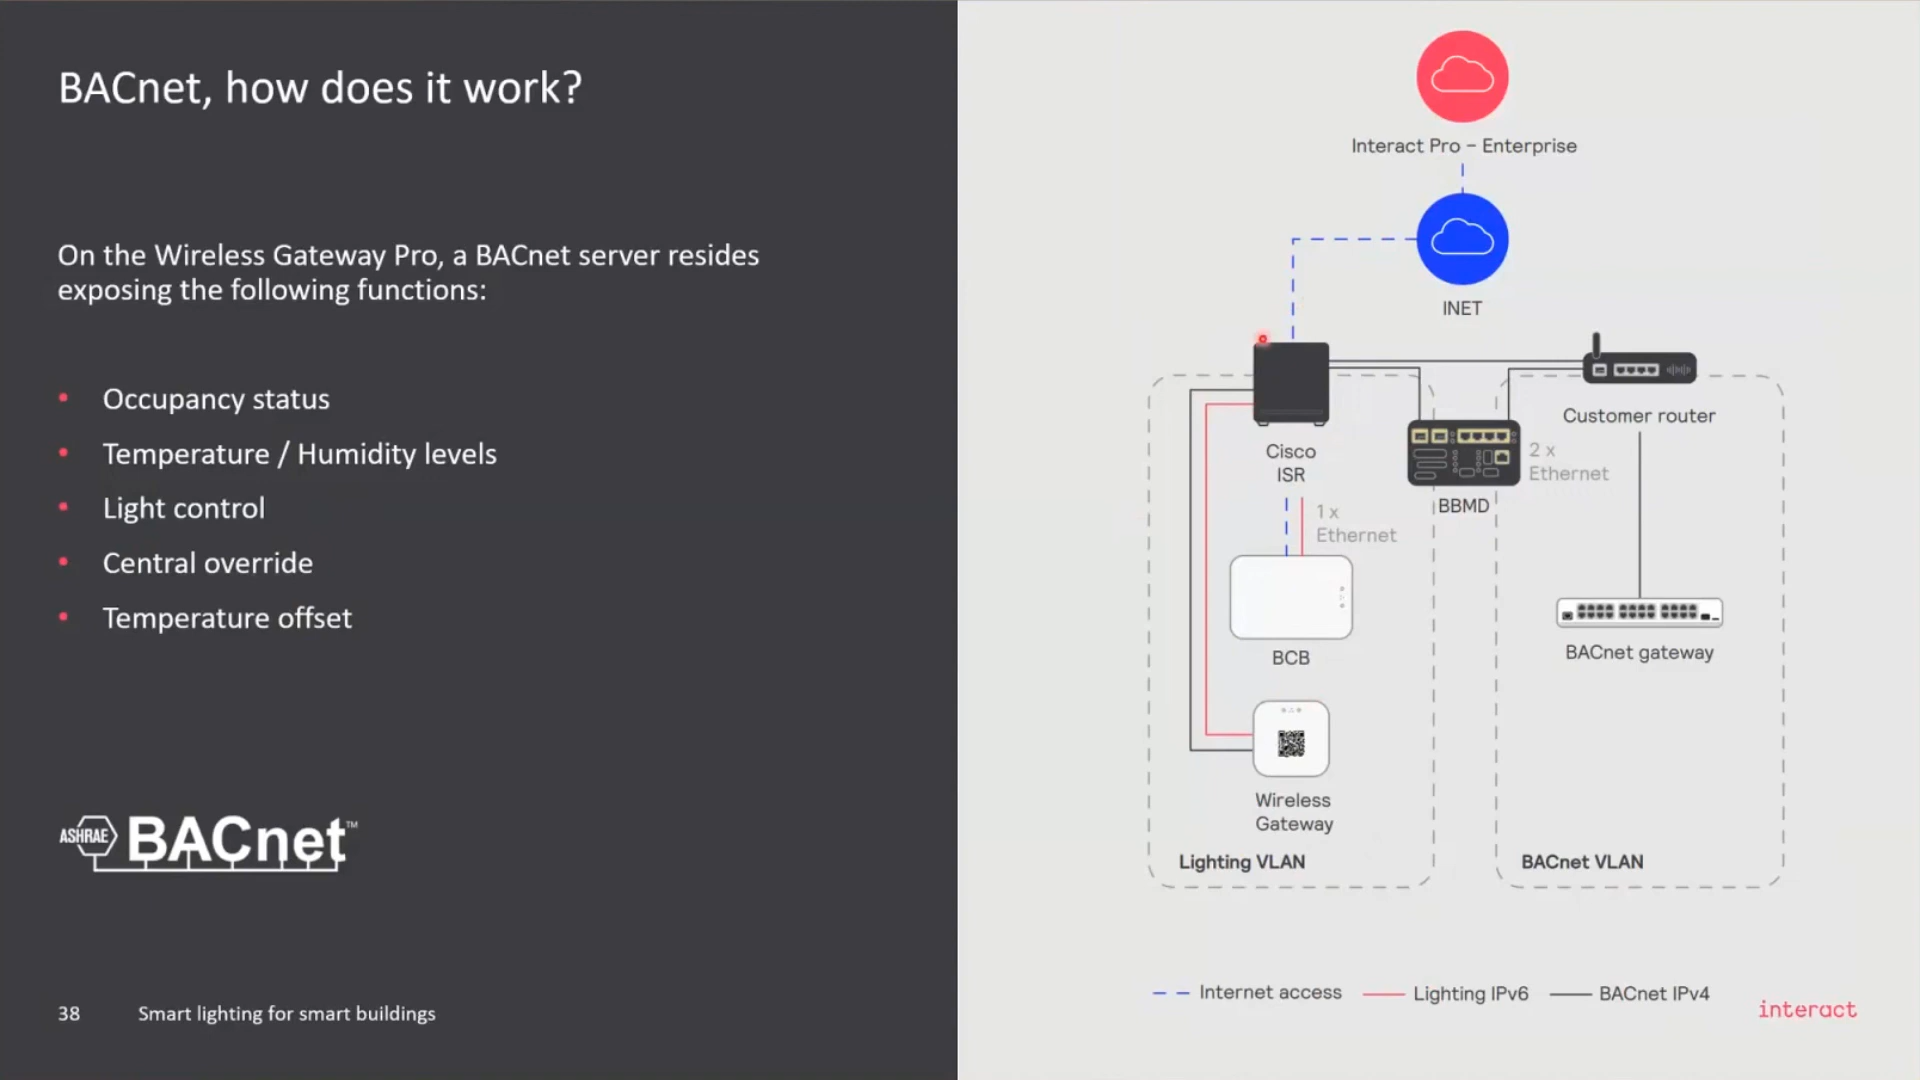 BACnet, how does it work?
On the Wireless Gateway Pro, a BACnet server resides
exposing the following functions:
• Occupancy status
• Temperature / Humidity levels
• Light control
• Central override
• Temperature offset
ASHRAE BACnet™
38 Smart lighting for smart buildings
Interact Pro – Enterprise
INET
Customer router
Cisco
ISR
2 x
Ethernet
BBMD
1 x
Ethernet
BCB
BACnet gateway
Wireless
Gateway
Lighting VLAN
BACnet VLAN
Internet access
Lighting IPv6
BACnet IPv4
interact